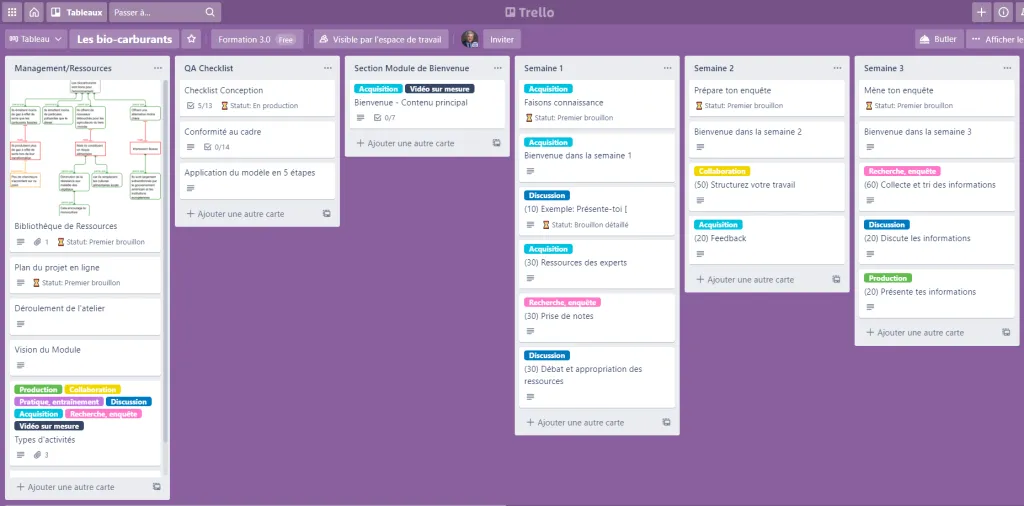 Tableaux
Passer à...
Trello
Tableau
Les bio-carburants
Formation 3.0 Free
Visible par l'espace de travail
Inviter
Butler
Afficher le
Management/Ressources
Bibliothèque de Ressources
1 Statut: Premier brouillon
Plan du projet en ligne
Statut: Premier brouillon
Déroulement de l'atelier
Vision du Module
Production Collaboration
Pratique, entraînement Discussion
Acquisition Recherche, enquête
Vidéo sur mesure
Types d'activités
3
+ Ajouter une autre carte
QA Checklist
Checklist Conception
5/13 Statut: En production
Conformité au cadre
0/14
Application du modèle en 5 étapes
+ Ajouter une autre carte
Section Module de Bienvenue
Acquisition Vidéo sur mesure
Bienvenue - Contenu principal
0/7
+ Ajouter une autre carte
Semaine 1
Acquisition
Faisons connaissance
Statut: Premier brouillon
Acquisition
Bienvenue dans la semaine 1
Discussion
(10) Exemple: Présente-toi [
Statut: Brouillon détaillé
Acquisition
(30) Ressources des experts
Recherche, enquête
(30) Prise de notes
Discussion
(30) Débat et appropriation des
ressources
+ Ajouter une autre carte
Semaine 2
Prépare ton enquête
Statut: Premier brouillon
Bienvenue dans la semaine 2
Collaboration
(50) Structurez votre travail
Acquisition
(20) Feedback
+ Ajouter une autre carte
Semaine 3
Mène ton enquête
Statut: Premier brouillon
Bienvenue dans la semaine 3
Recherche, enquête
(60) Collecte et tri des informations
Discussion
(20) Discute les informations
Production
(20) Présente tes informations
+ Ajouter une autre carte